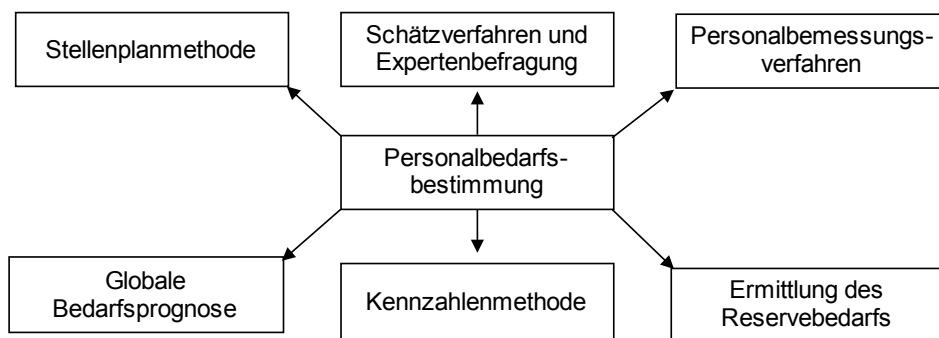 Stellenplanmethode
Schätzverfahren und
Expertenbefragung
Personalbemessungs-
verfahren
Personalbedarfs-
bestimmung
Globale
Bedarfsprognose
Kennzahlenmethode
Ermittlung des
Reservebedarfs